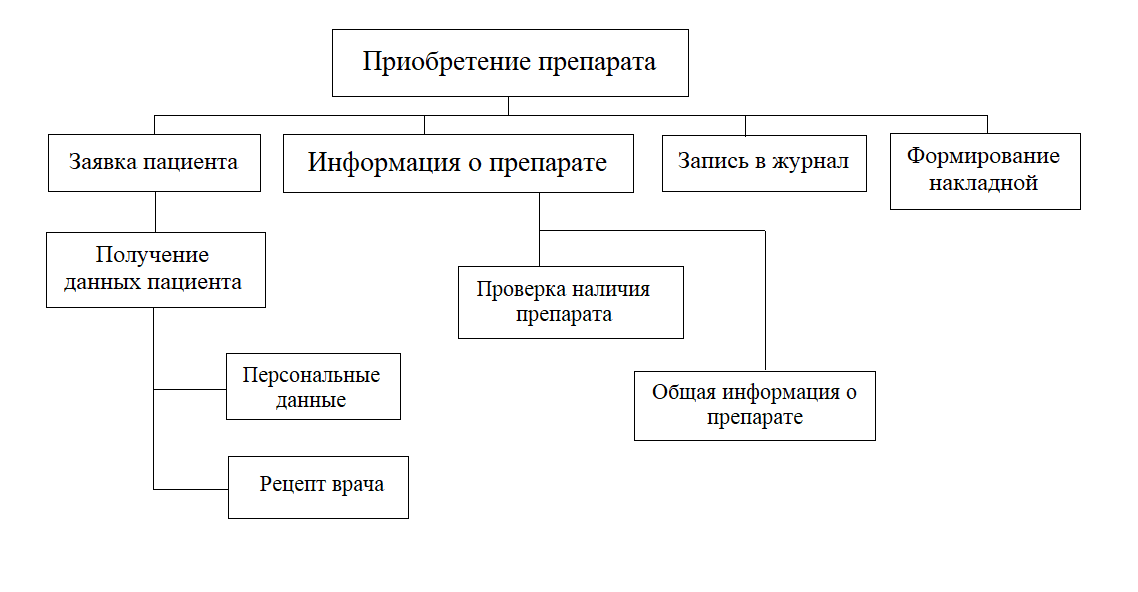 Приобретение препарата
Заявка пациента
Информация о препарате
Запись в журнал
Формирование
накладной
Получение
данных пациента
Проверка наличия
препарата
Персональные
данные
Общая информация о
препарате
Рецепт врача